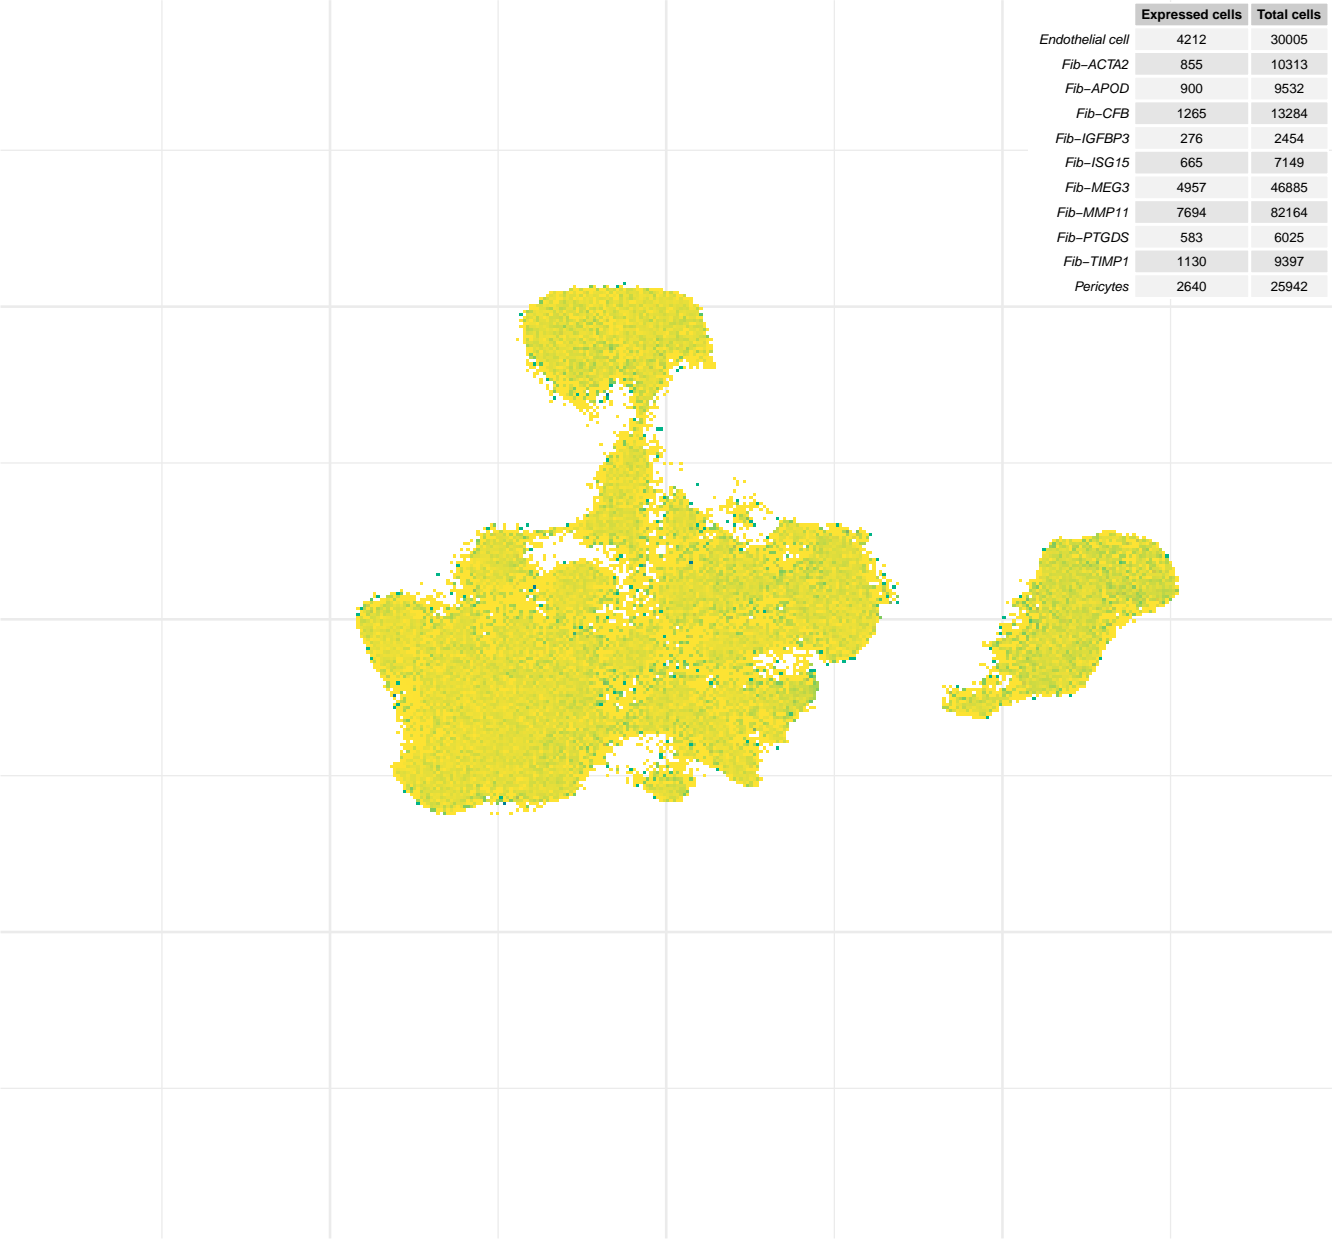 Expressed cells Total cells
Endothelial cell 4212 30005
Fib−ACTA2 855 10313
Fib−APOD 900 9532
Fib−CFB 1265 13284
Fib−IGFBP3 276 2454
Fib−ISG15 665 7149
Fib−MEG3 4957 46885
Fib−MMP11 7694 82164
Fib−PTGDS 583 6025
Fib−TIMP1 1130 9397
Pericytes 2640 25942